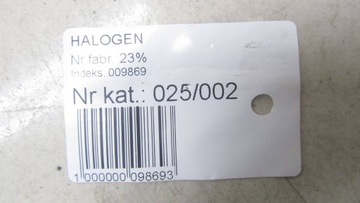 HALOGEN
Nr fabr. 23%
Indeks. 009869
Nr kat.: 025/002
1 000000 098693